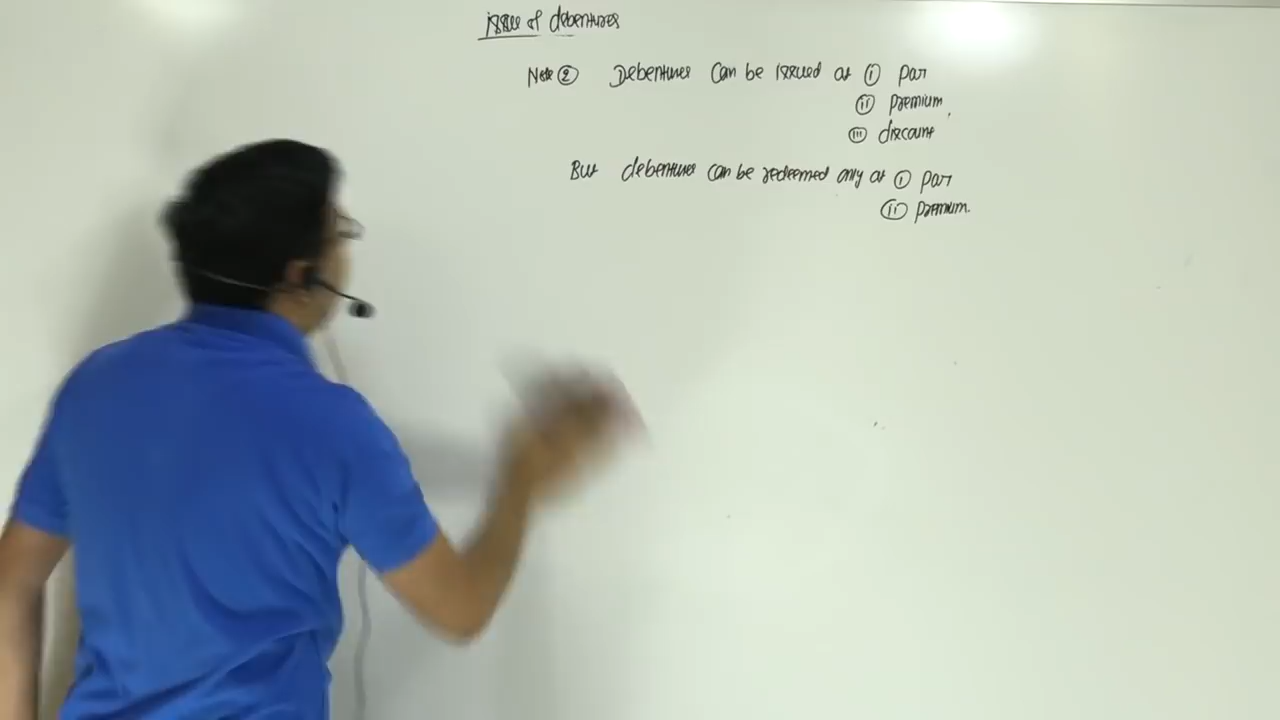 issue of debentures
Note ② Debentures Can be issued at ⓘ par
ⓘⓘ premium,
ⓘⓘⓘ discount
But debentures can be redeemed only at ⓘ par
ⓘⓘ premium.